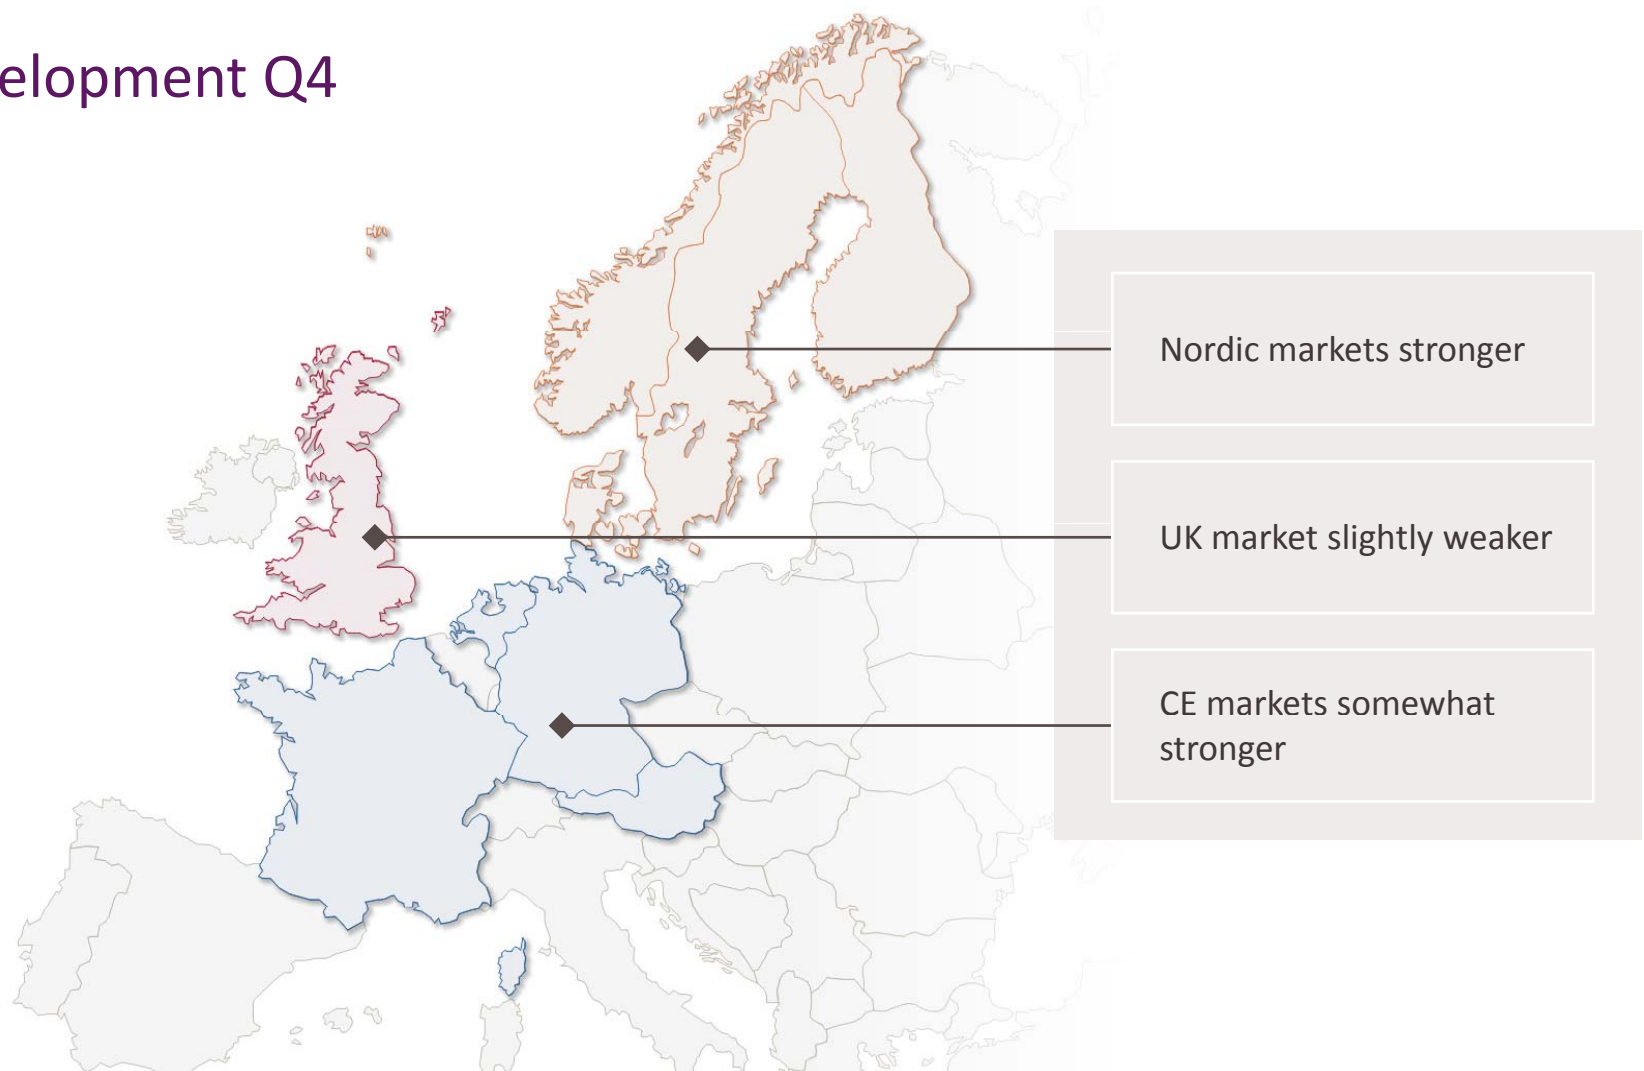 elopment Q4
Nordic markets stronger
UK market slightly weaker
CE markets somewhat
stronger